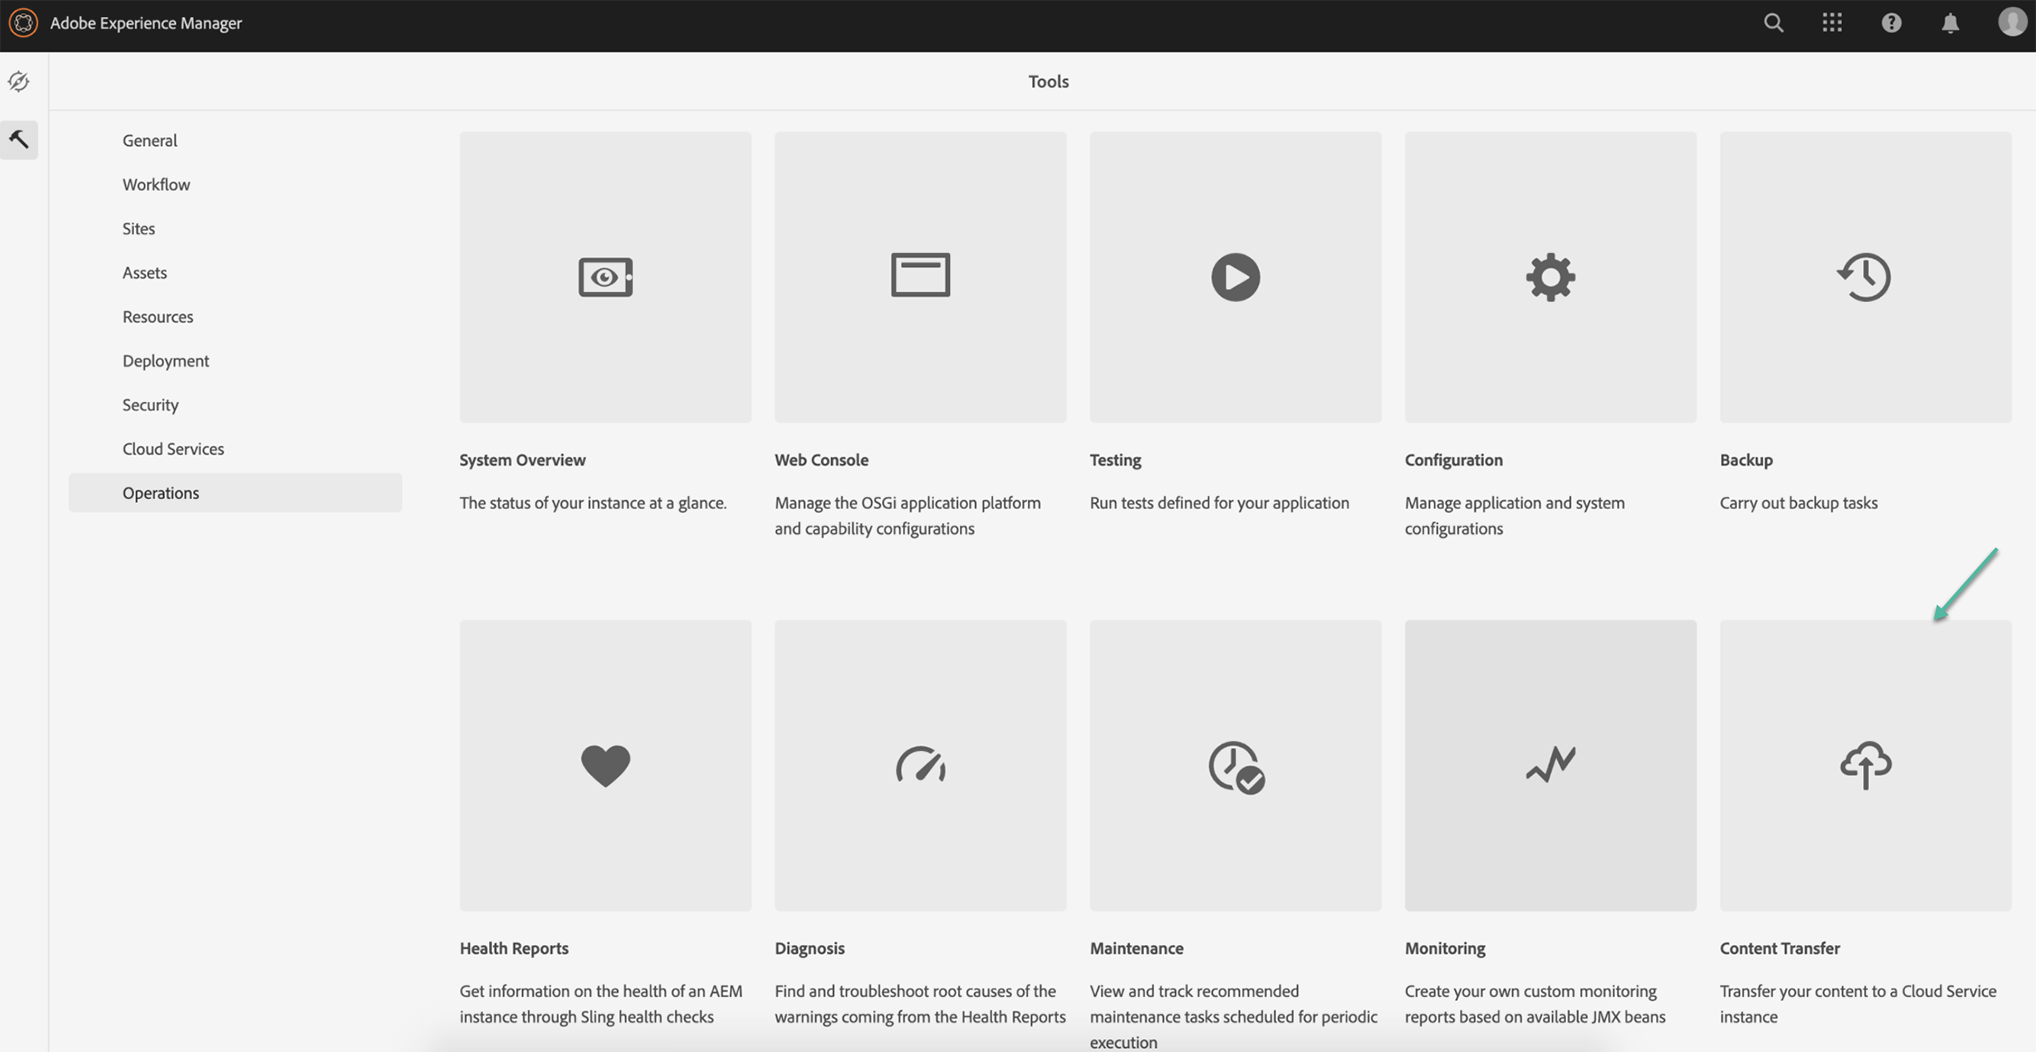 Adobe Experience Manager
Tools
General
Workflow
Sites
Assets
Resources
Deployment
Security
Cloud Services
Operations
System Overview
The status of your instance at a glance.
Web Console
Manage the OSGi application platform
and capability configurations
Testing
Run tests defined for your application
Configuration
Manage application and system
configurations
Backup
Carry out backup tasks
Health Reports
Get information on the health of an AEM
instance through Sling health checks
Diagnosis
Find and troubleshoot root causes of the
warnings coming from the Health Reports
Maintenance
View and track recommended
maintenance tasks scheduled for periodic
execution
Monitoring
Create your own custom monitoring
reports based on available JMX beans
Content Transfer
Transfer your content to a Cloud Service
instance